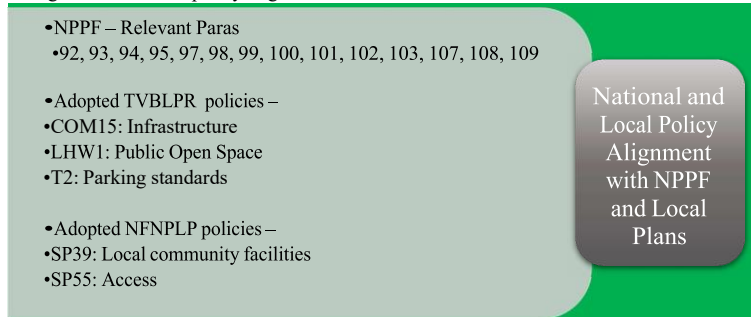 •NPPF – Relevant Paras
•92, 93, 94, 95, 97, 98, 99, 100, 101, 102, 103, 107, 108, 109
•Adopted TVBLPR policies –
•COM15: Infrastructure
•LHW1: Public Open Space
•T2: Parking standards
•Adopted NFNPLP policies –
•SP39: Local community facilities
•SP55: Access
National and
Local Policy
Alignment
with NPPF
and Local
Plans